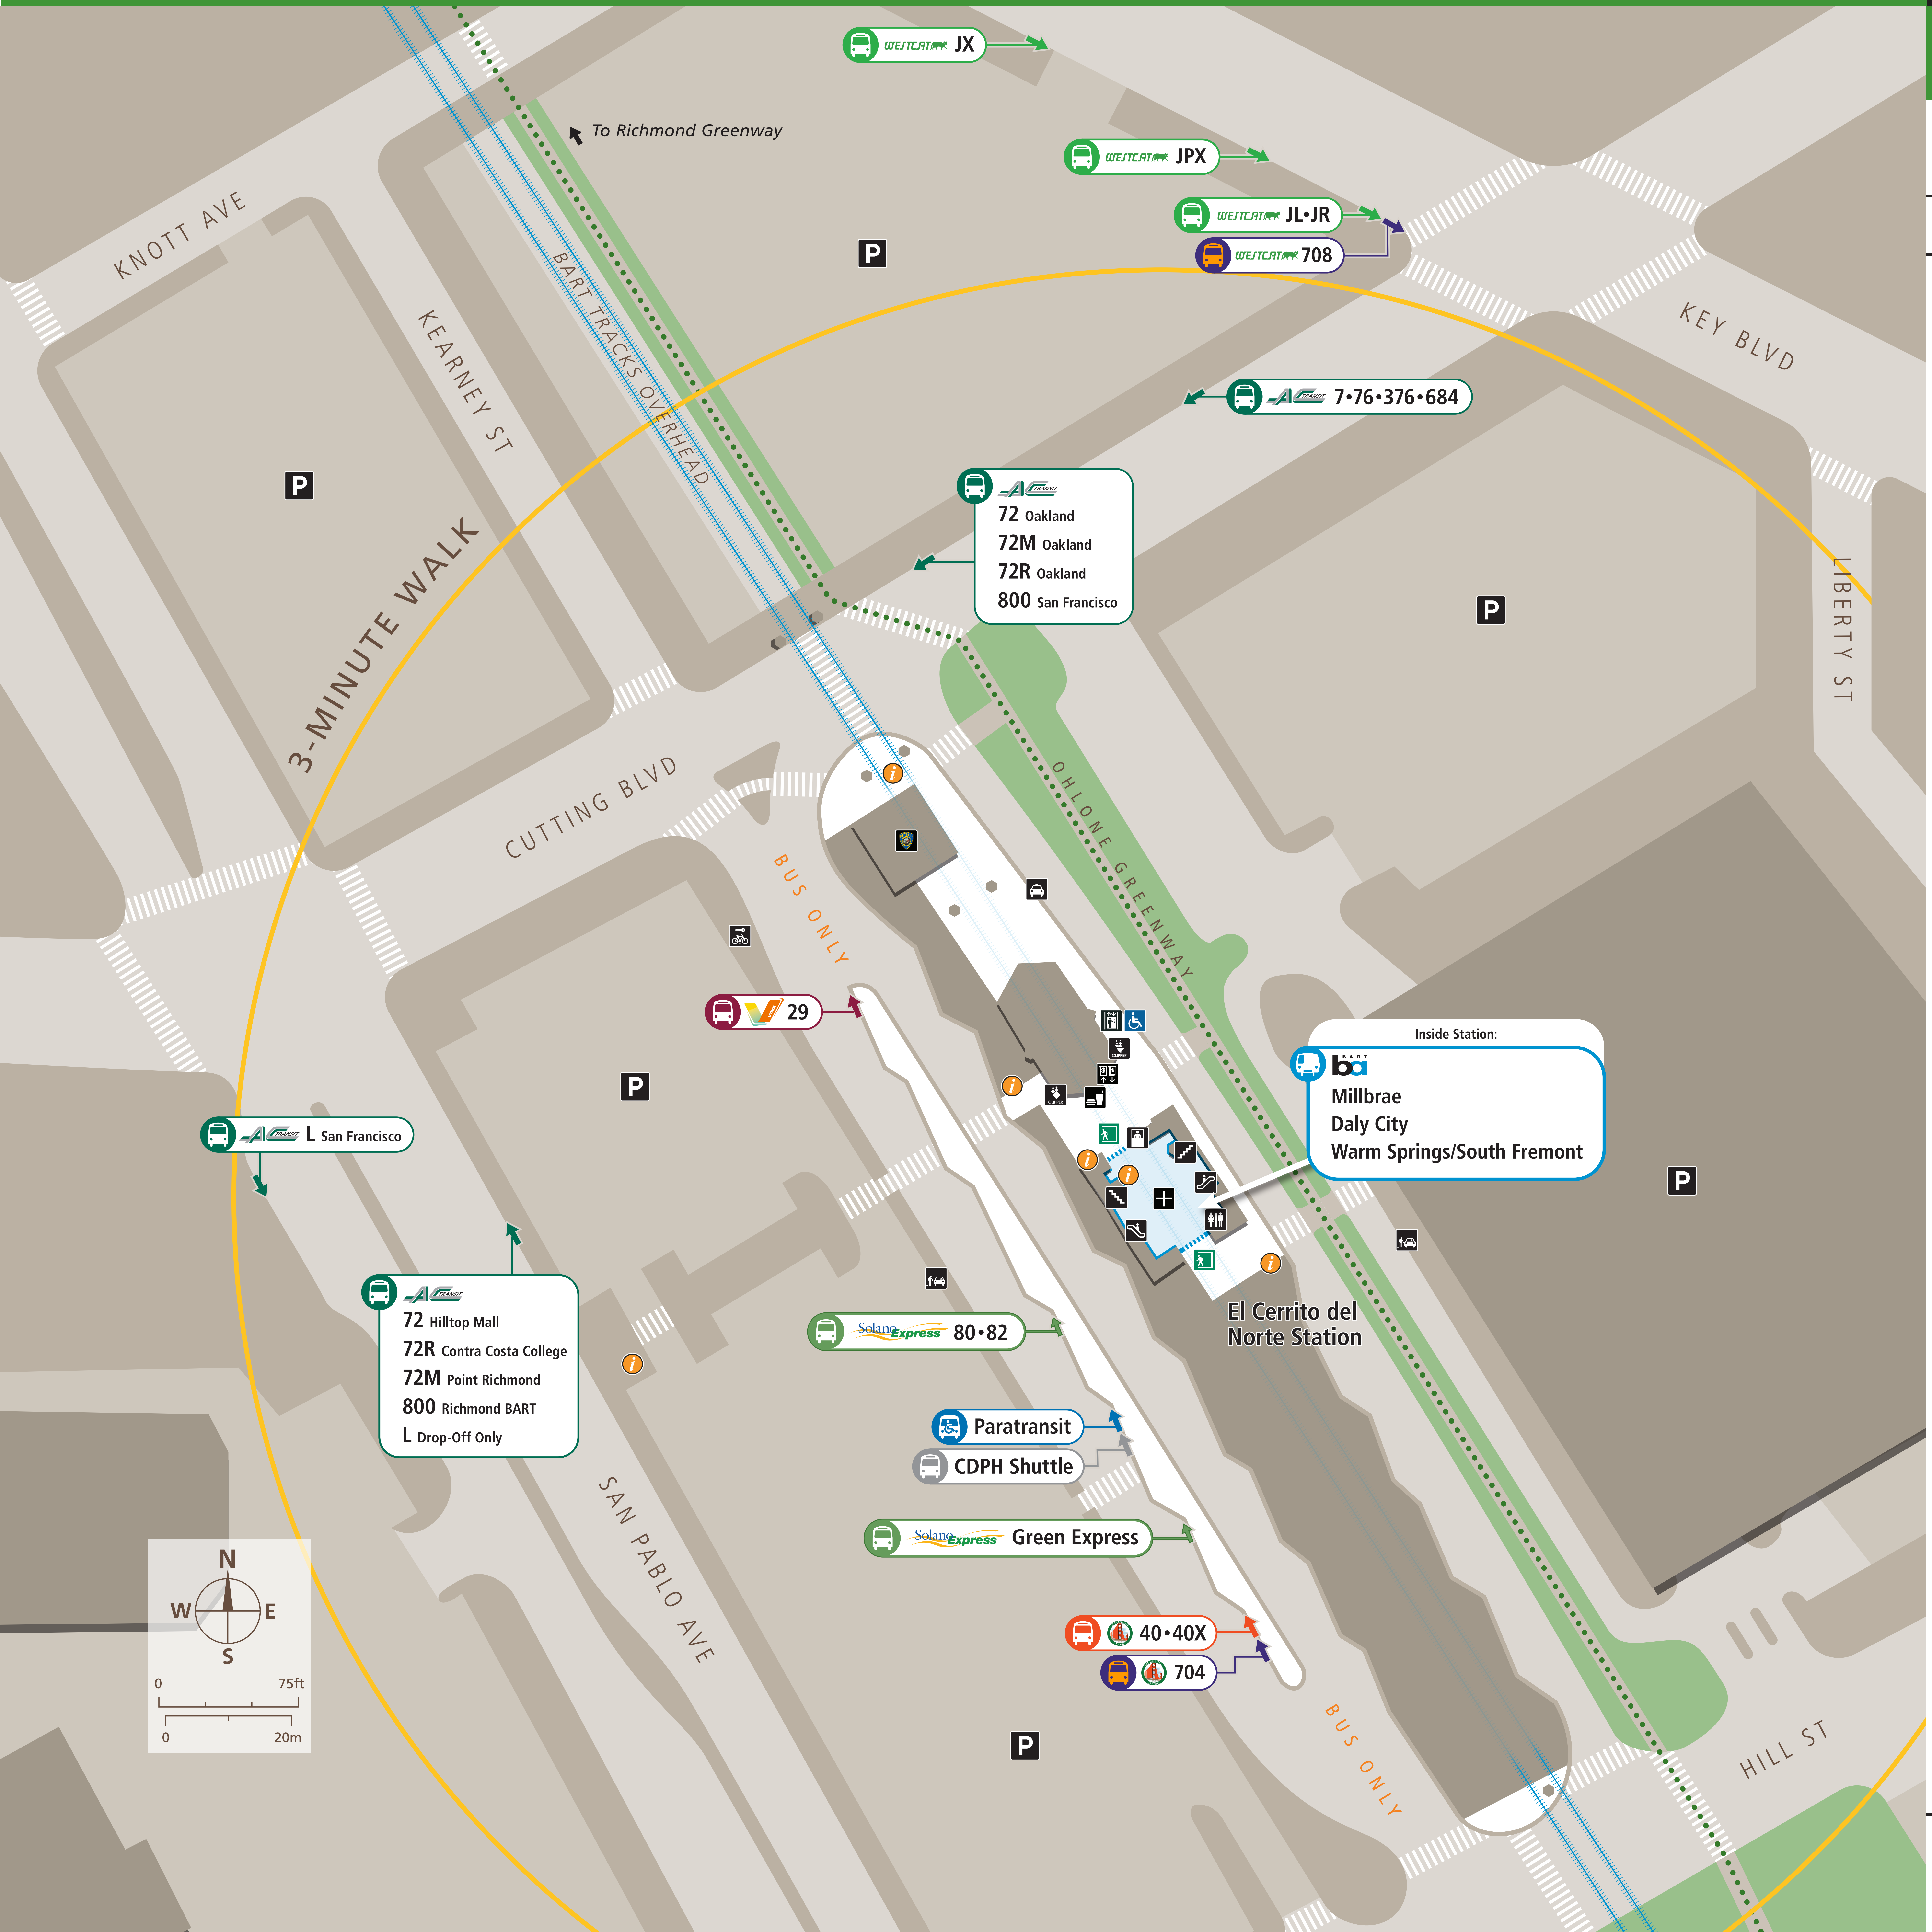 WESTCAT JX
To Richmond Greenway
WESTCAT JPX
WESTCAT JL•JR
WESTCAT 708
KNOTT AVE
KEARNEY ST
BART TRACKS OVERHEAD
P
KEY BLVD
AC TRANSIT 7•76•376•684
P
3-MINUTE WALK
AC TRANSIT
72 Oakland
72M Oakland
72R Oakland
800 San Francisco
P
LIBERTY ST
CUTTING BLVD
i
OHLONE GREENWAY
BUS ONLY
29
CLIPPER
CLIPPER
i
i
i
i
P
Inside Station:
BART
ba
Millbrae
Daly City
Warm Springs/South Fremont
P
AC TRANSIT L San Francisco
El Cerrito del
Norte Station
AC TRANSIT
72 Hilltop Mall
72R Contra Costa College
72M Point Richmond
800 Richmond BART
L Drop-Off Only
i
Solano Express 80•82
Paratransit
CDPH Shuttle
Solano Express Green Express
SAN PABLO AVE
40•40X
704
P
BUS ONLY
HILL ST
N
W E
S
0 75ft
0 20m